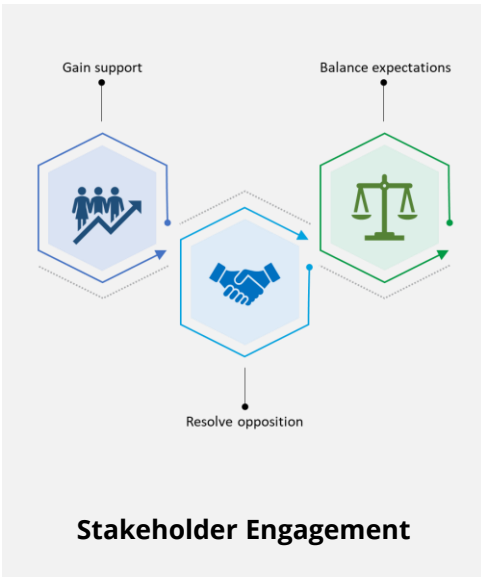 Gain support
Balance expectations
Resolve opposition
Stakeholder Engagement